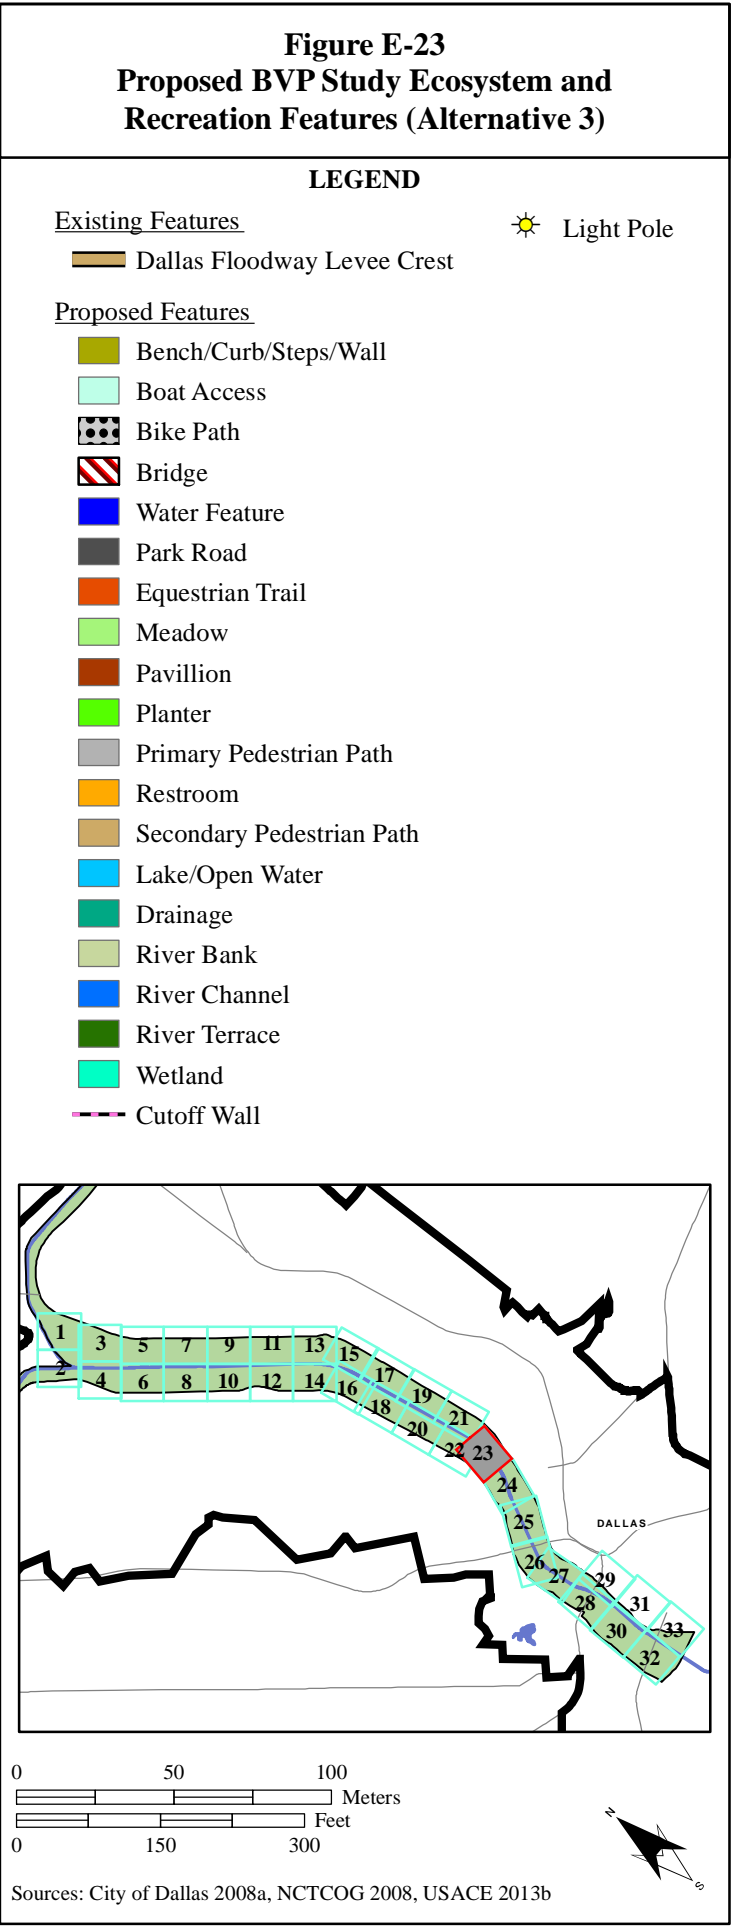 Figure E-23
Proposed BVP Study Ecosystem and
Recreation Features (Alternative 3)
LEGEND
Existing Features
Light Pole
Dallas Floodway Levee Crest
Proposed Features
Bench/Curb/Steps/Wall
Boat Access
Bike Path
Bridge
Water Feature
Park Road
Equestrian Trail
Meadow
Pavillion
Planter
Primary Pedestrian Path
Restroom
Secondary Pedestrian Path
Lake/Open Water
Drainage
River Bank
River Channel
River Terrace
Wetland
Cutoff Wall
1
2
3
4
5
6
7
8
9
10
11
12
13
14
15
16
17
18
19
20
21
22
23
24
25
26
27
28
29
30
31
32
33
DALLAS
0 50 100
Meters
Feet
0 150 300
N
S
Sources: City of Dallas 2008a, NCTCOG 2008, USACE 2013b